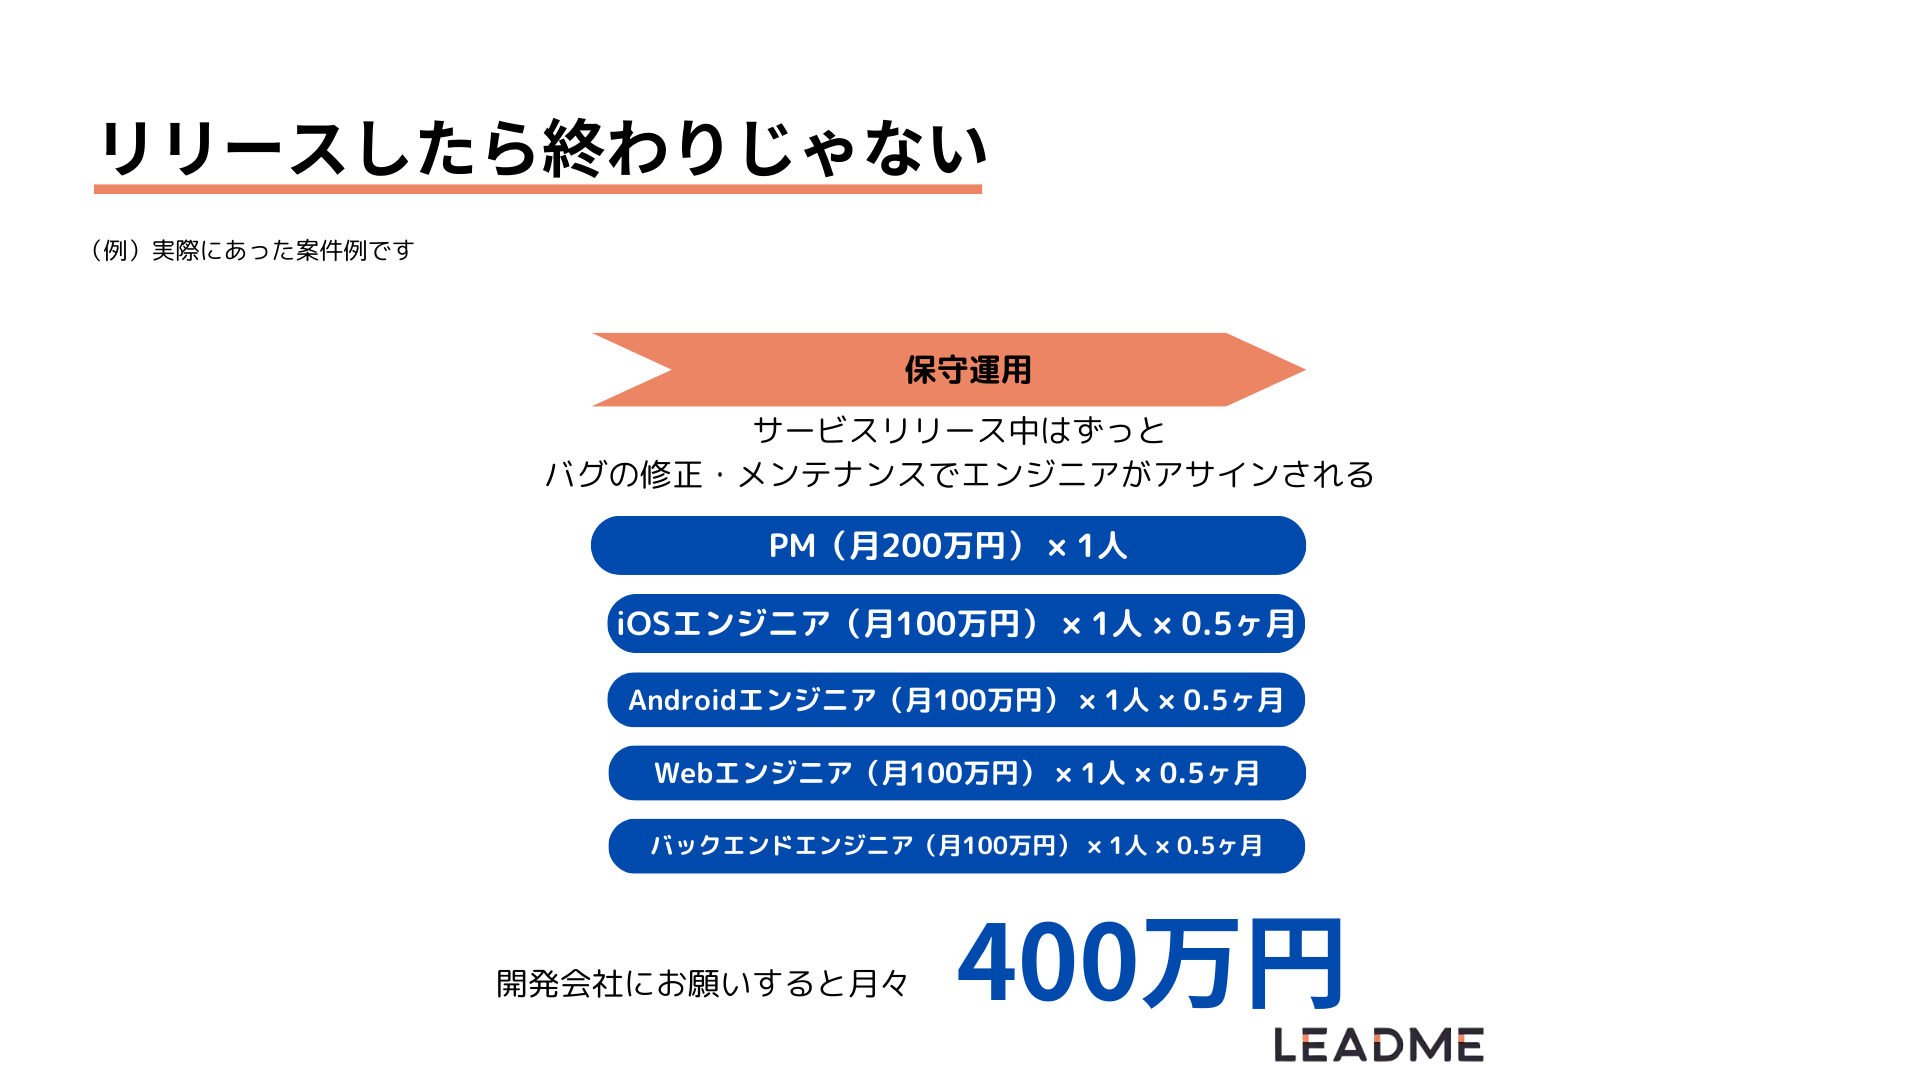 リリースしたら終わりじゃない
（例）実際にあった案件例です
保守運用
サービスリリース中はずっと
バグの修正・メンテナンスでエンジニアがアサインされる
PM（月200万円）× 1人
iOSエンジニア（月100万円）× 1人 × 0.5ヶ月
Androidエンジニア（月100万円）× 1人 × 0.5ヶ月
Webエンジニア（月100万円）× 1人 × 0.5ヶ月
バックエンドエンジニア（月100万円）× 1人 × 0.5ヶ月
開発会社にお願いすると月々 400万円
LEADME